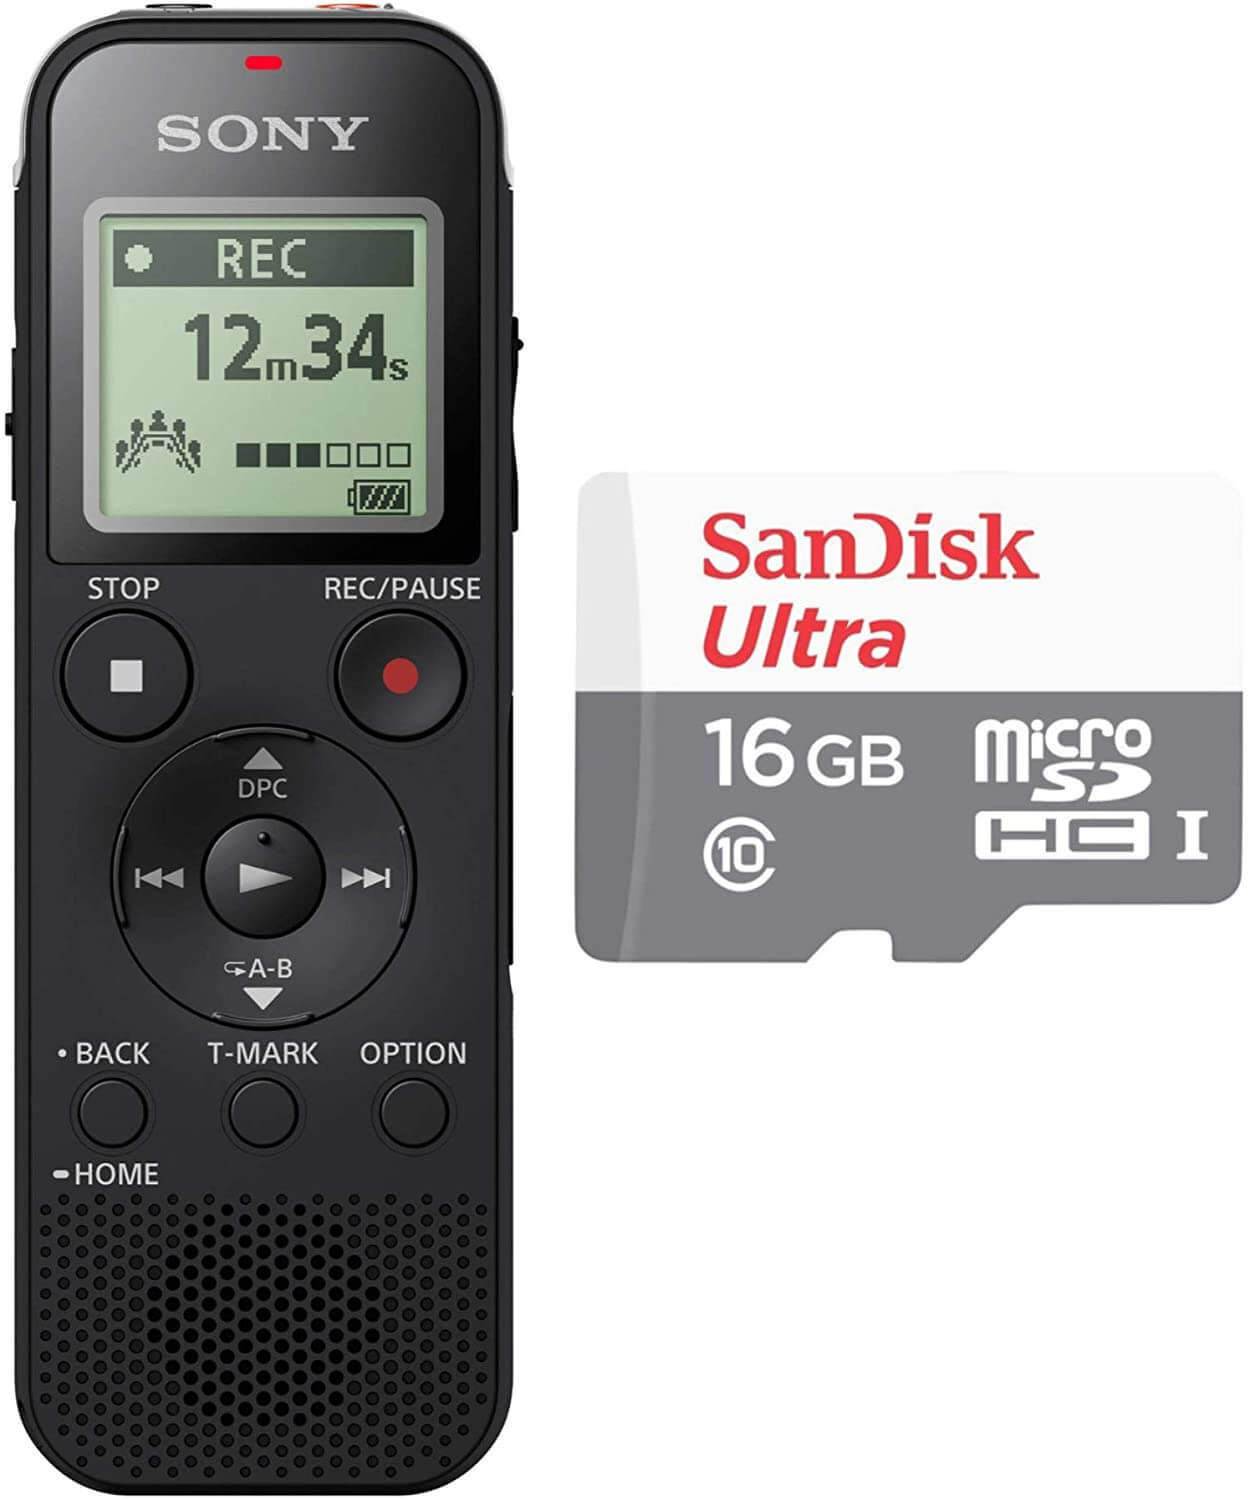 SONY
REC
12m34s
STOP
REC/PAUSE
DPC
A-B
BACK
T-MARK
OPTION
HOME
SanDisk
Ultra
16 GB
micro
SD
HC I
10